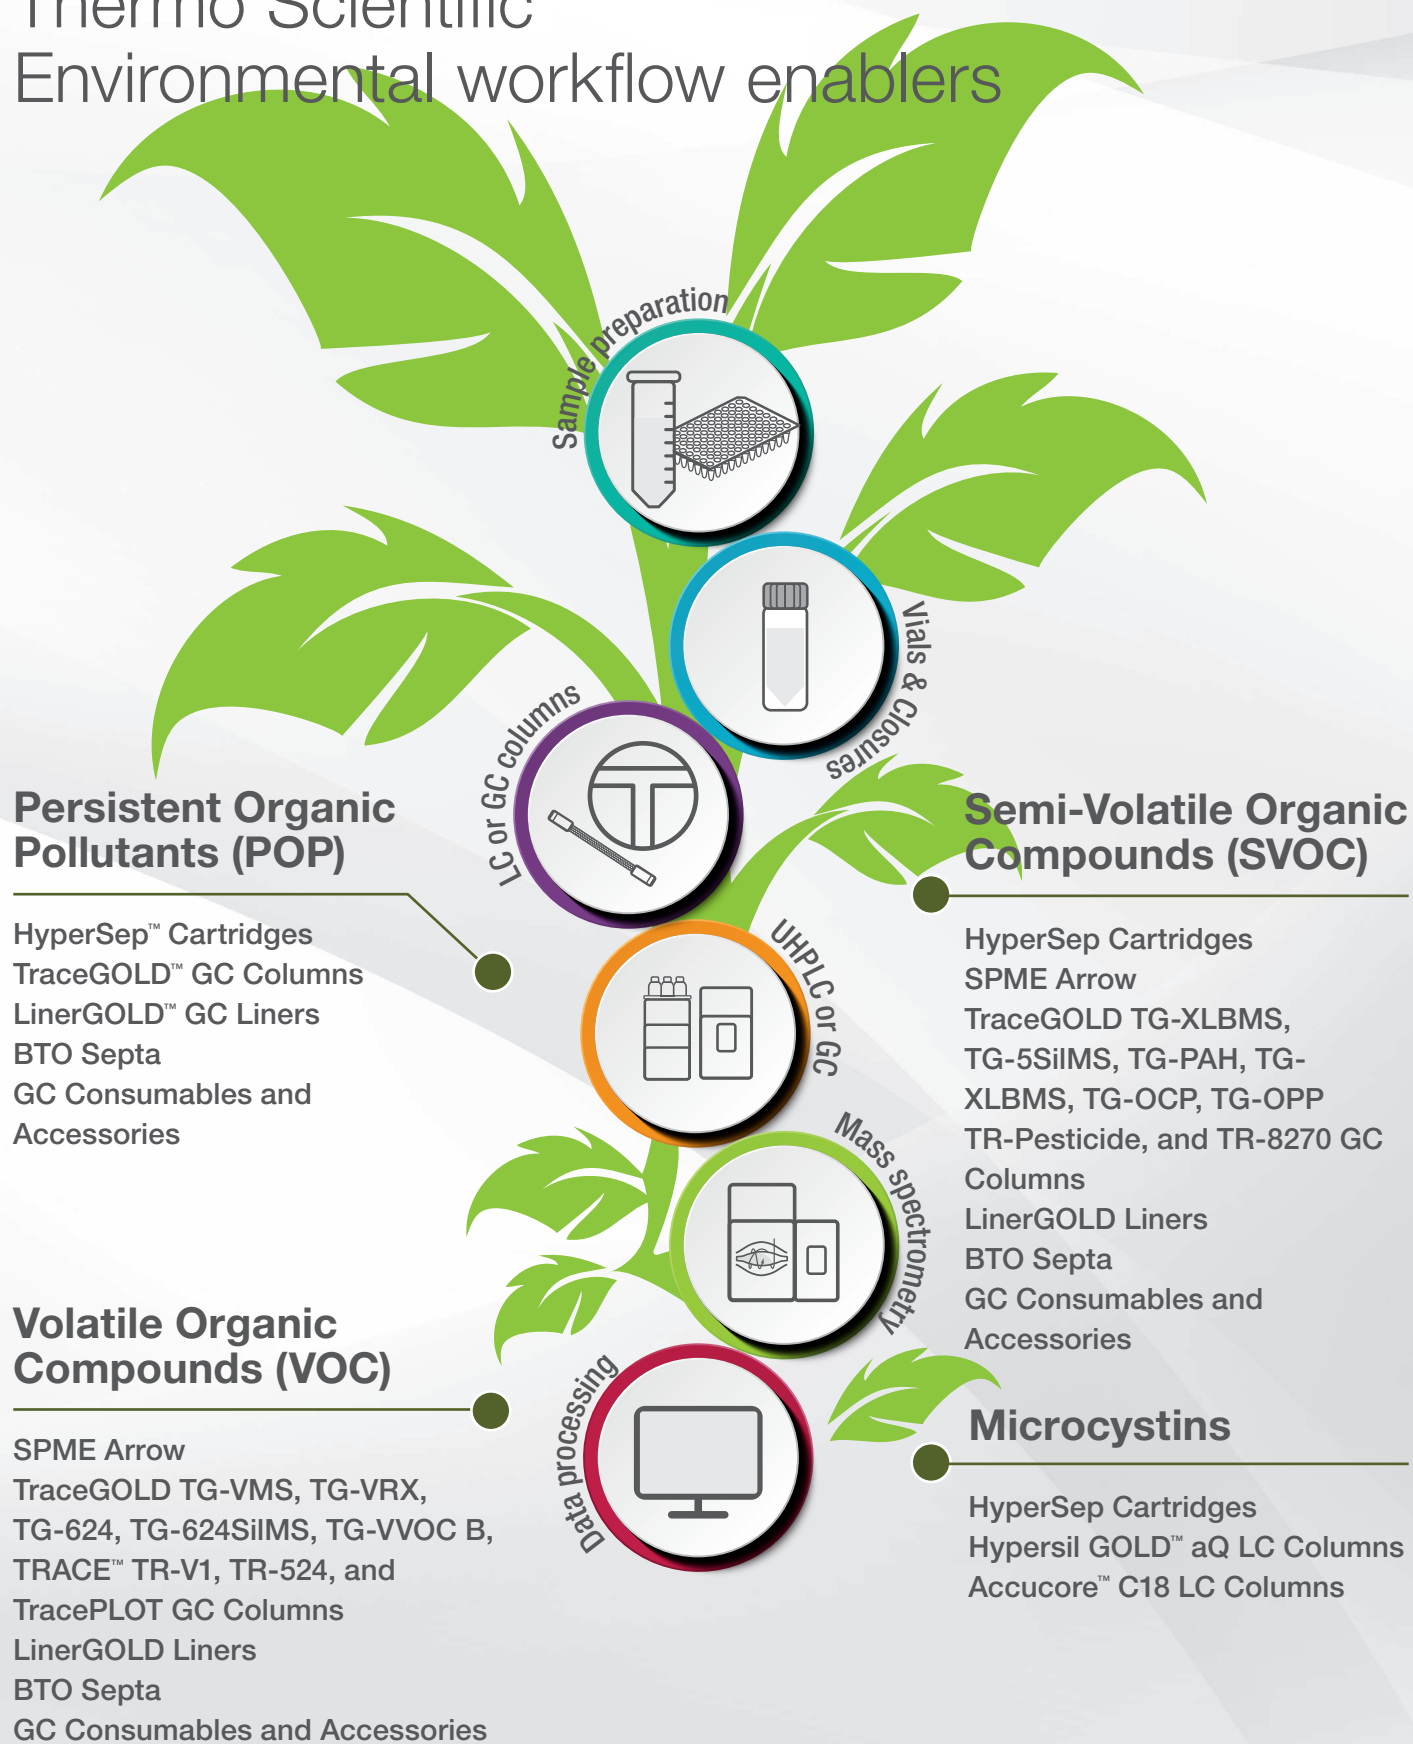 Thermo Scientific
Environmental workflow enablers
Sample preparation
Vials & Closures
LC or GC columns
UHPLC or GC
Mass spectrometry
Data processing
Persistent Organic
Pollutants (POP)
HyperSep™ Cartridges
TraceGOLD™ GC Columns
LinerGOLD™ GC Liners
BTO Septa
GC Consumables and
Accessories
Semi-Volatile Organic
Compounds (SVOC)
HyperSep Cartridges
SPME Arrow
TraceGOLD TG-XLBMS,
TG-5SilMS, TG-PAH, TG-
XLBMS, TG-OCP, TG-OPP
TR-Pesticide, and TR-8270 GC
Columns
LinerGOLD Liners
BTO Septa
GC Consumables and
Accessories
Volatile Organic
Compounds (VOC)
SPME Arrow
TraceGOLD TG-VMS, TG-VRX,
TG-624, TG-624SilMS, TG-VVOC B,
TRACE™ TR-V1, TR-524, and
TracePLOT GC Columns
LinerGOLD Liners
BTO Septa
GC Consumables and Accessories
Microcystins
HyperSep Cartridges
Hypersil GOLD™ aQ LC Columns
Accucore™ C18 LC Columns